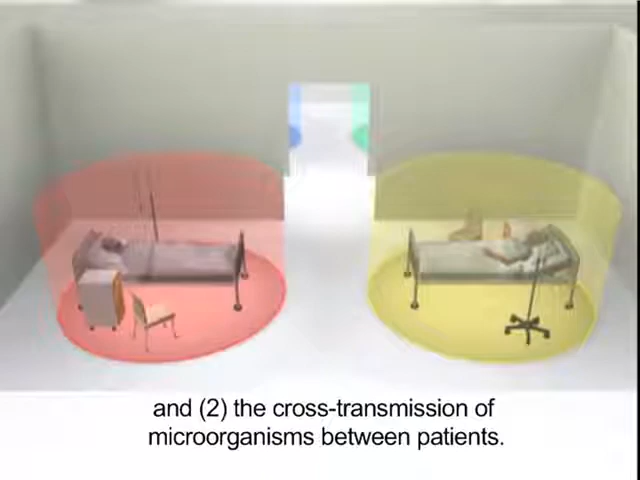 and (2) the cross-transmission of
microorganisms between patients.